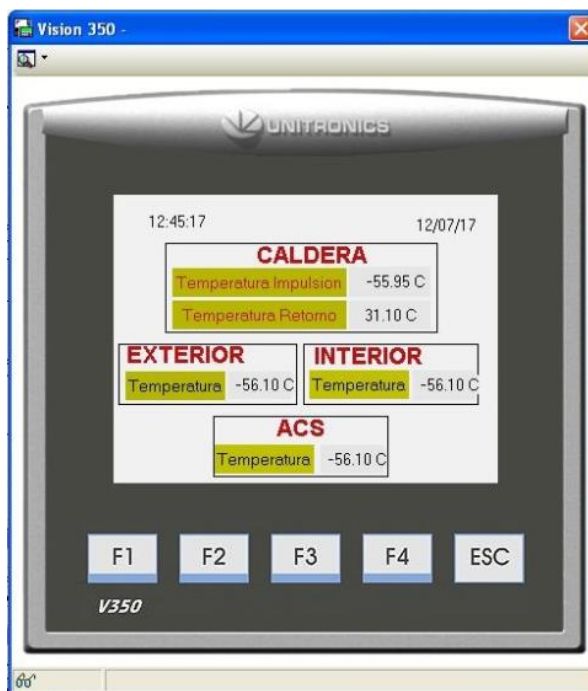 Vision 350 -
UNITRONICS
12:45:17 12/07/17
CALDERA
Temperatura Impulsion -55.95 C
Temperatura Retorno 31.10 C
EXTERIOR INTERIOR
Temperatura -56.10 C Temperatura -56.10 C
ACS
Temperatura -56.10 C
F1 F2 F3 F4 ESC
V350